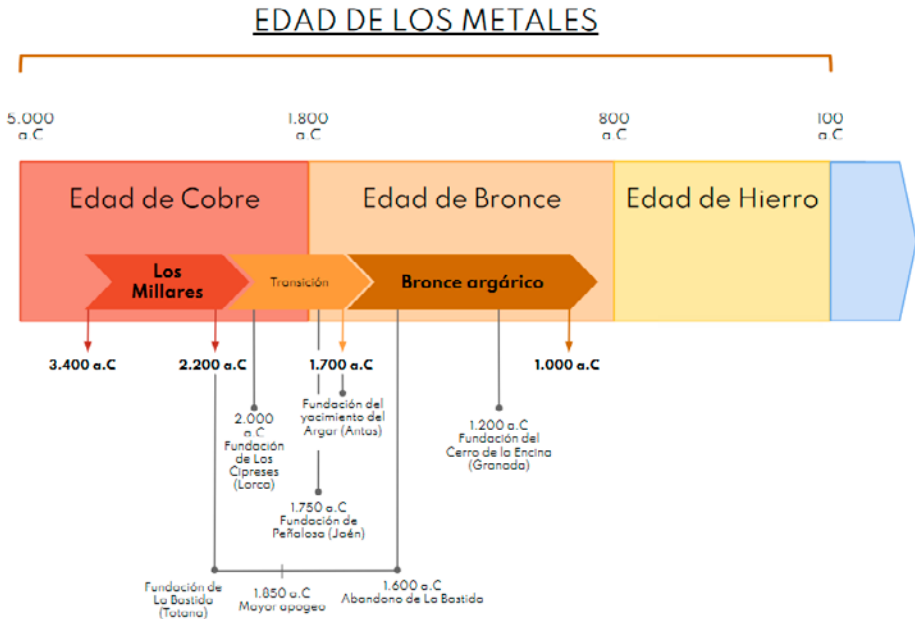 EDAD DE LOS METALES
5.000
a.C
1.800
a.C
800
a.C
100
a.C
Edad de Cobre
Edad de Bronce
Edad de Hierro
Los
Millares
Transición
Bronce argárico
3.400 a.C
2.200 a.C
1.700 a.C
1.000 a.C
2.000
a.C
Fundación
de Los
Cipreses
(Lorca)
Fundación del
yacimiento del
Argar (Antas)
1.200 a.C
Fundación del
Cerro de la Encina
(Granada)
1.750 a.C
Fundación de
Peñalosa (Jaén)
Fundación de
La Bastida
(Totana)
1.850 a.C
Mayor apogeo
1.600 a.C
Abandono de La Bastida